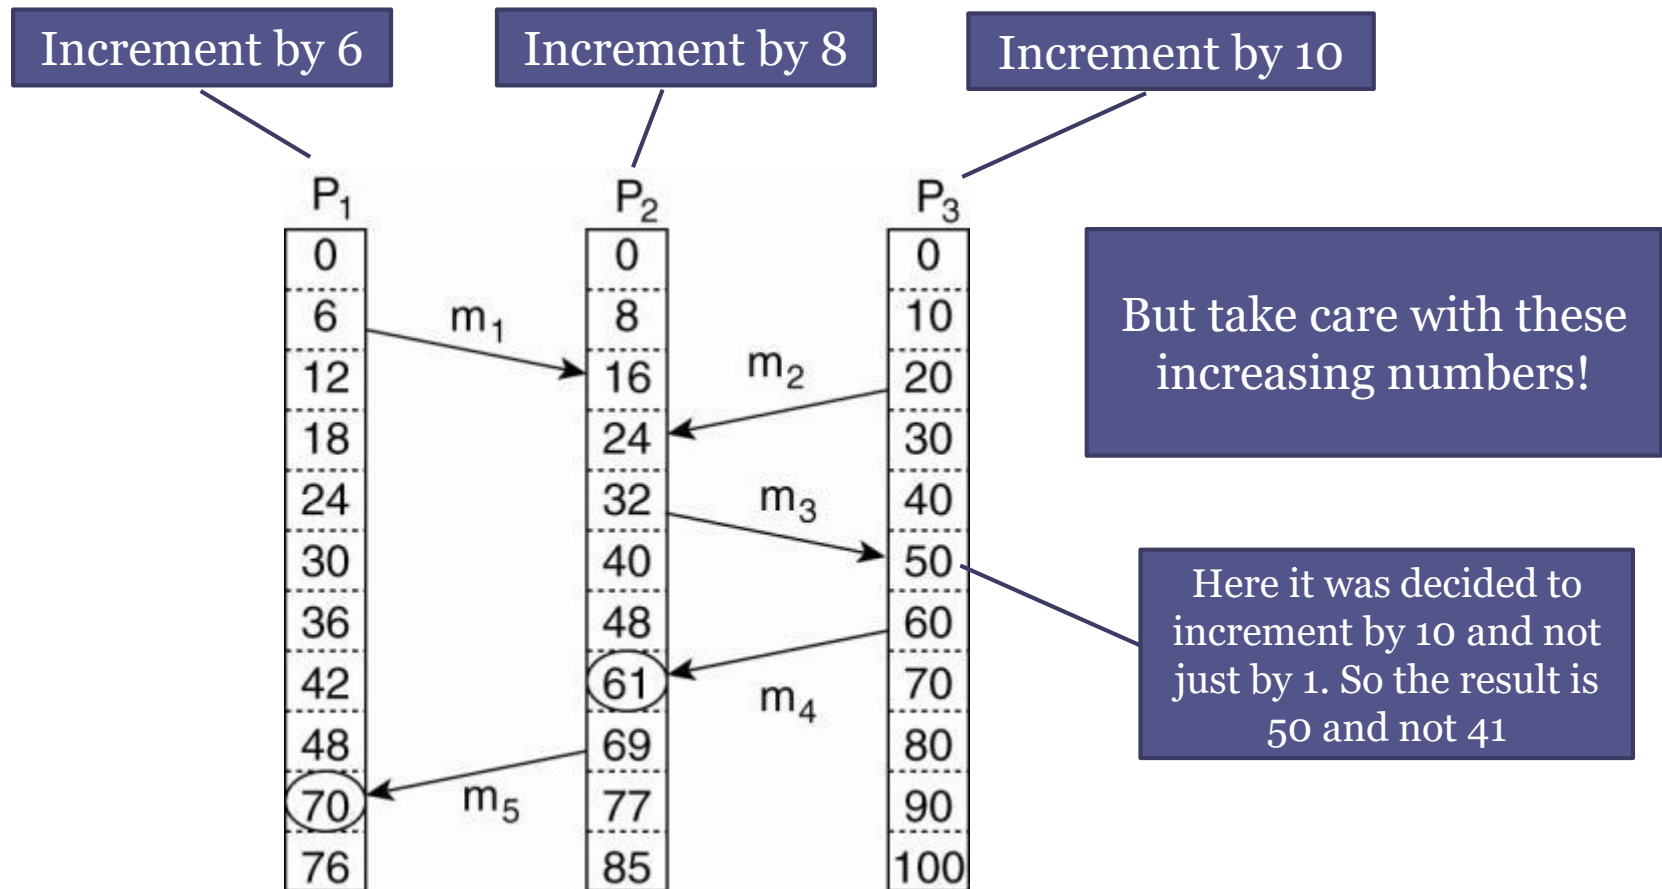 Increment by 6
Increment by 8
Increment by 10
P1 P2 P3
0 0 0
6 m1 8 10
12 16 m2 20
18 24 30
24 32 m3 40
30 40 50
36 48 60
42 61 m4 70
48 69 80
70 m5 77 90
76 85 100
But take care with these
increasing numbers!
Here it was decided to
increment by 10 and not
just by 1. So the result is
50 and not 41